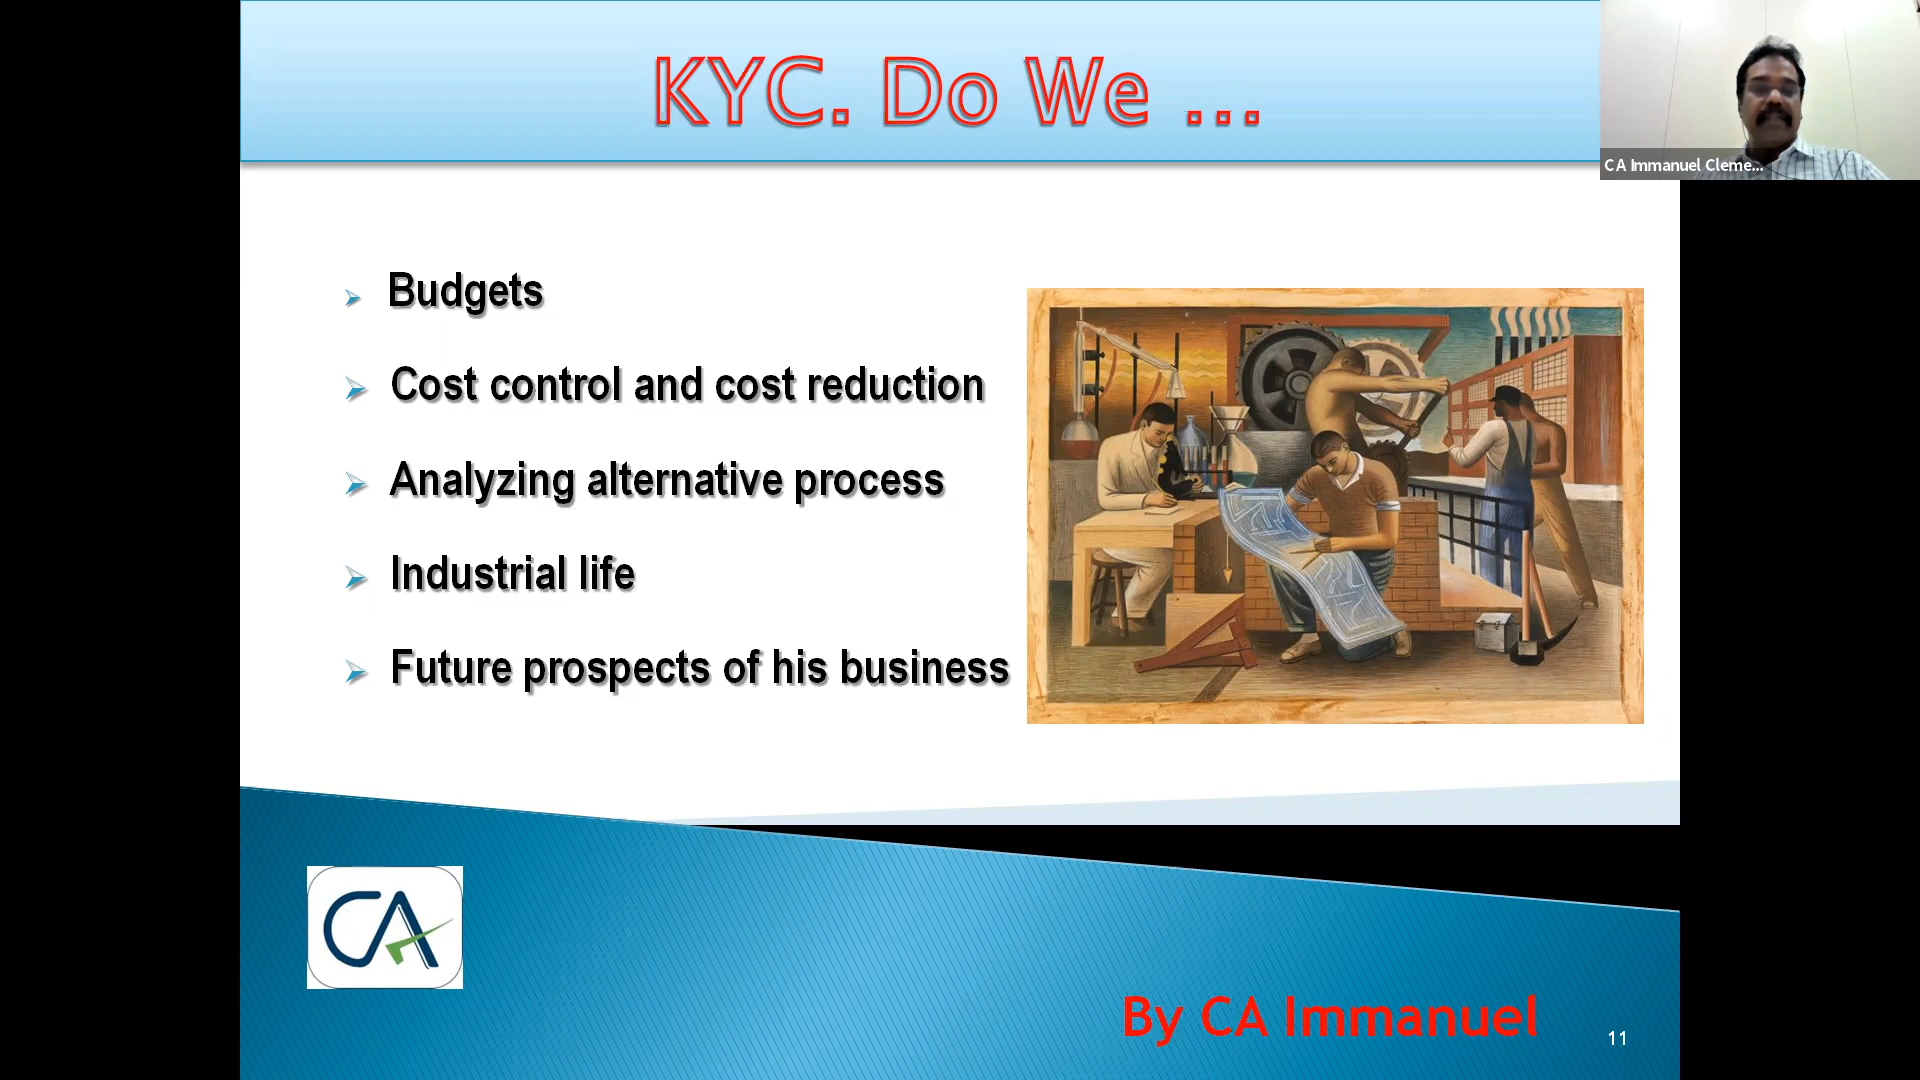 KYC. Do We ...
CA Immanuel Cleme...
Budgets
Cost control and cost reduction
Analyzing alternative process
Industrial life
Future prospects of his business
CA
By CA Immanuel
11